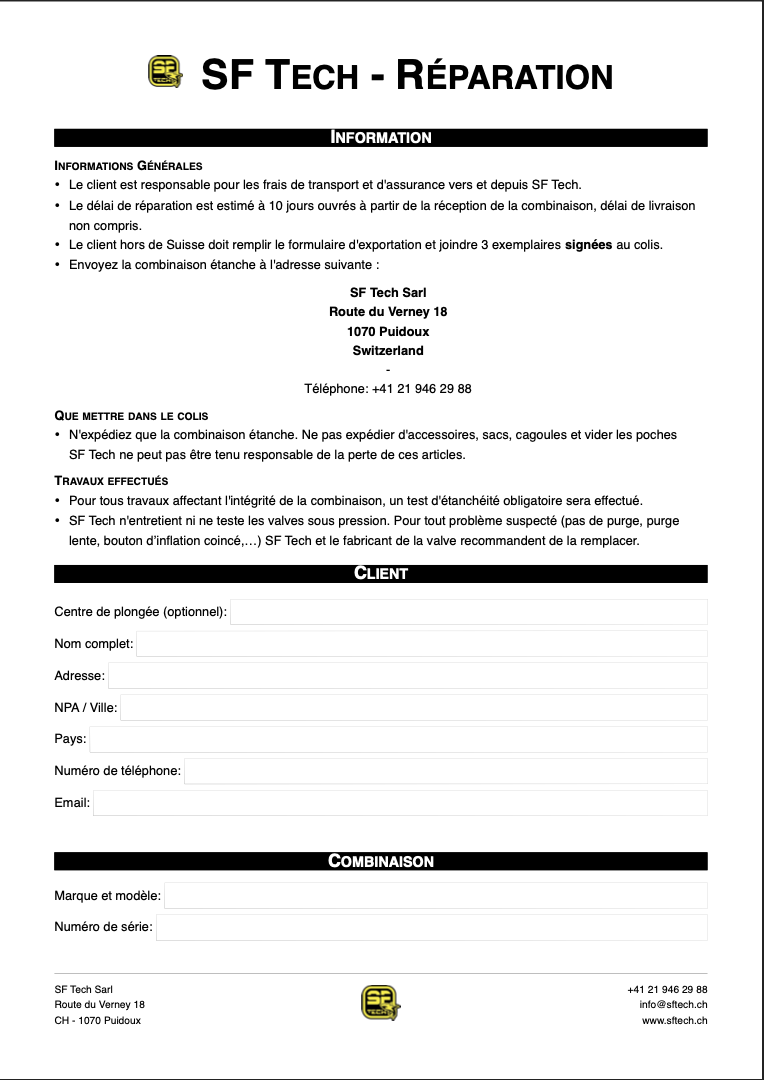 SF TECH - RÉPARATION
INFORMATION
INFORMATIONS GÉNÉRALES
• Le client est responsable pour les frais de transport et d'assurance vers et depuis SF Tech.
• Le délai de réparation est estimé à 10 jours ouvrés à partir de la réception de la combinaison, délai de livraison
non compris.
• Le client hors de Suisse doit remplir le formulaire d'exportation et joindre 3 exemplaires signées au colis.
• Envoyez la combinaison étanche à l'adresse suivante :
SF Tech Sarl
Route du Verney 18
1070 Puidoux
Switzerland
-
Téléphone: +41 21 946 29 88
QUE METTRE DANS LE COLIS
• N'expédiez que la combinaison étanche. Ne pas expédier d'accessoires, sacs, cagoules et vider les poches
SF Tech ne peut pas être tenu responsable de la perte de ces articles.
TRAVAUX EFFECTUÉS
• Pour tous travaux affectant l'intégrité de la combinaison, un test d'étanchéité obligatoire sera effectué.
• SF Tech n'entretient ni ne teste les valves sous pression. Pour tout problème suspecté (pas de purge, purge
lente, bouton d’inflation coincé,…) SF Tech et le fabricant de la valve recommandent de la remplacer.
CLIENT
Centre de plongée (optionnel):
Nom complet:
Adresse:
NPA / Ville:
Pays:
Numéro de téléphone:
Email:
COMBINAISON
Marque et modèle:
Numéro de série:
SF Tech Sarl
Route du Verney 18
CH - 1070 Puidoux
TECH
+41 21 946 29 88
info@sftech.ch
www.sftech.ch